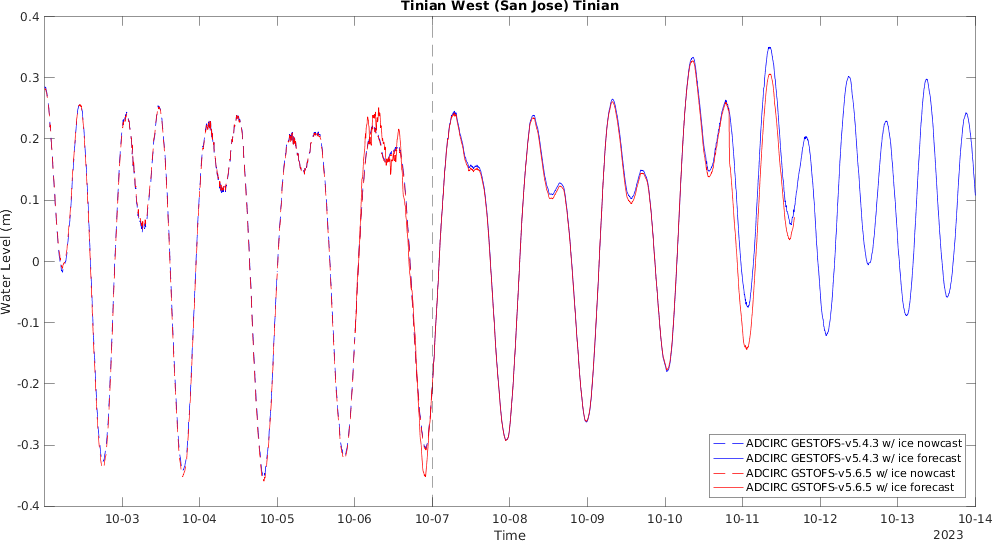 Tinian West (San Jose) Tinian
0.4
0.3
0.2
0.1
0
-0.1
-0.2
-0.3
-0.4
Water Level (m)
ADCIRC GESTOFS-v5.4.3 w/ ice nowcast
ADCIRC GESTOFS-v5.4.3 w/ ice forecast
ADCIRC GSTOFS-v5.6.5 w/ ice nowcast
ADCIRC GSTOFS-v5.6.5 w/ ice forecast
10-03 10-04 10-05 10-06 10-07 10-08 10-09 10-10 10-11 10-12 10-13 10-14
Time 2023